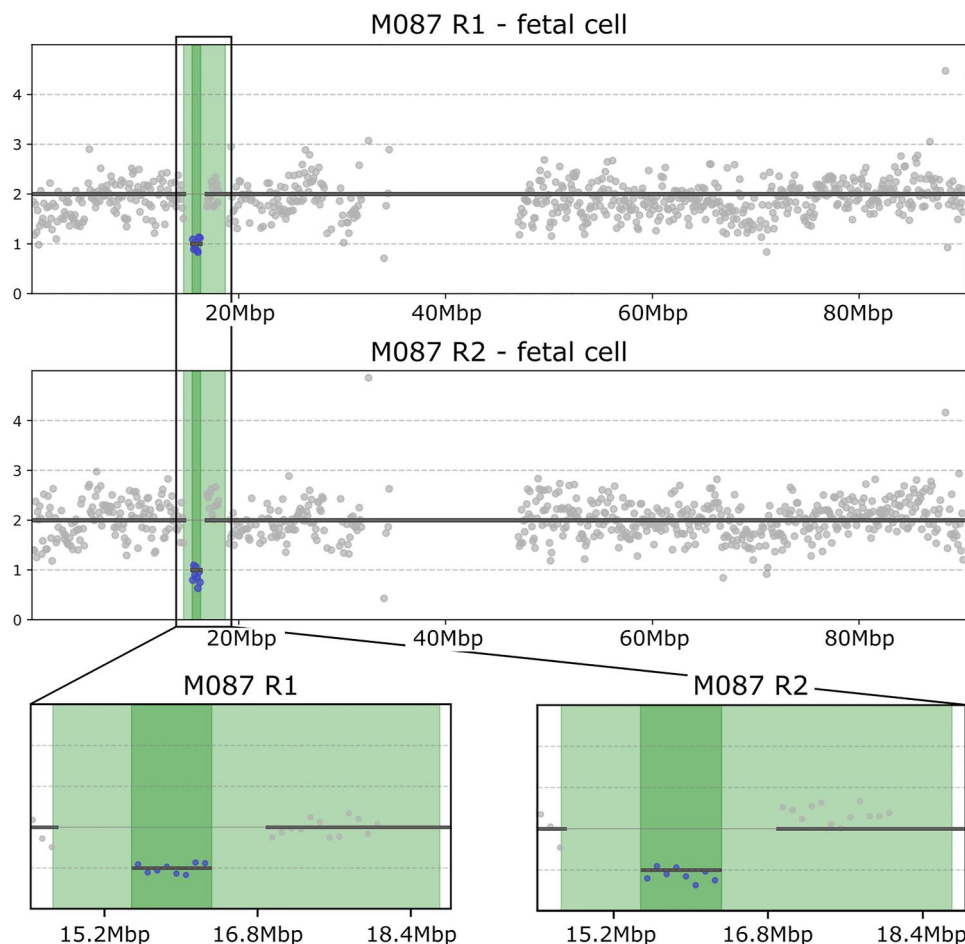 M087 R1 - fetal cell
4
3
2
1
0
20Mbp 40Mbp 60Mbp 80Mbp
M087 R2 - fetal cell
4
3
2
1
0
20Mbp 40Mbp 60Mbp 80Mbp
M087 R1 M087 R2
15.2Mbp 16.8Mbp 18.4Mbp 15.2Mbp 16.8Mbp 18.4Mbp